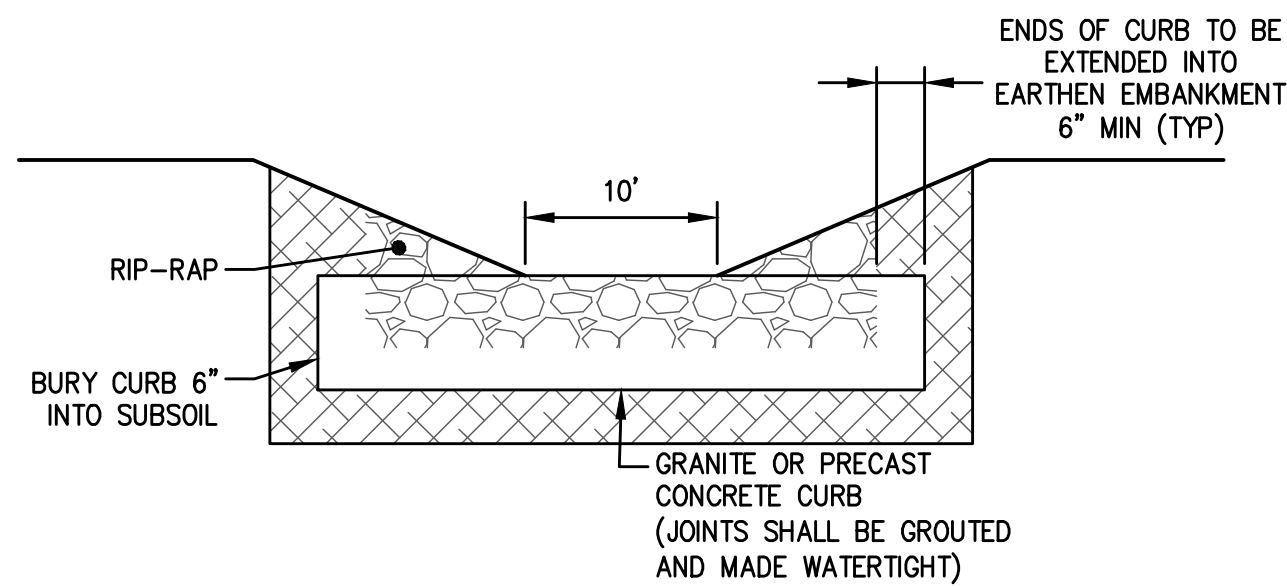 ENDS OF CURB TO BE
EXTENDED INTO
EARTHEN EMBANKMENT
6" MIN (TYP)
10'
RIP-RAP
BURY CURB 6"
INTO SUBSOIL
GRANITE OR PRECAST
CONCRETE CURB
(JOINTS SHALL BE GROUTED
AND MADE WATERTIGHT)